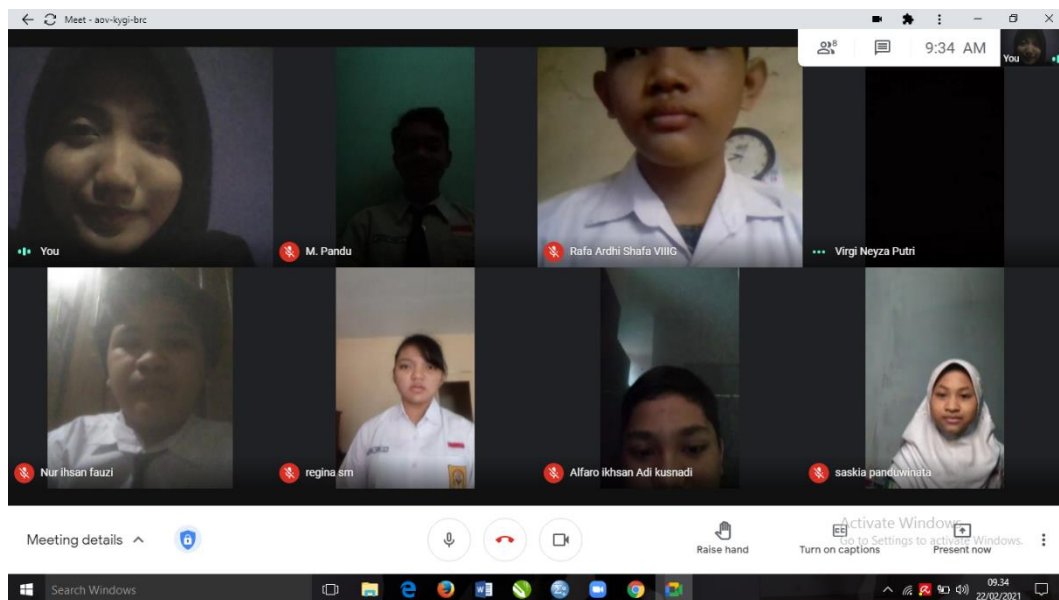 Meet - aov-kygi-brc
8
9:34 AM
You
You
M. Pandu
Rafa Ardhi Shafa VIIIG
Virgi Neyza Putri
Nur ihsan fauzi
regina sm
Alfaro ikhsan Adi kusnadi
saskia panduwinata
Activate Windows
Go to Settings to activate Windows.
Meeting details
Raise hand
Turn on captions
Present now
Search Windows
09.34
22/02/2021